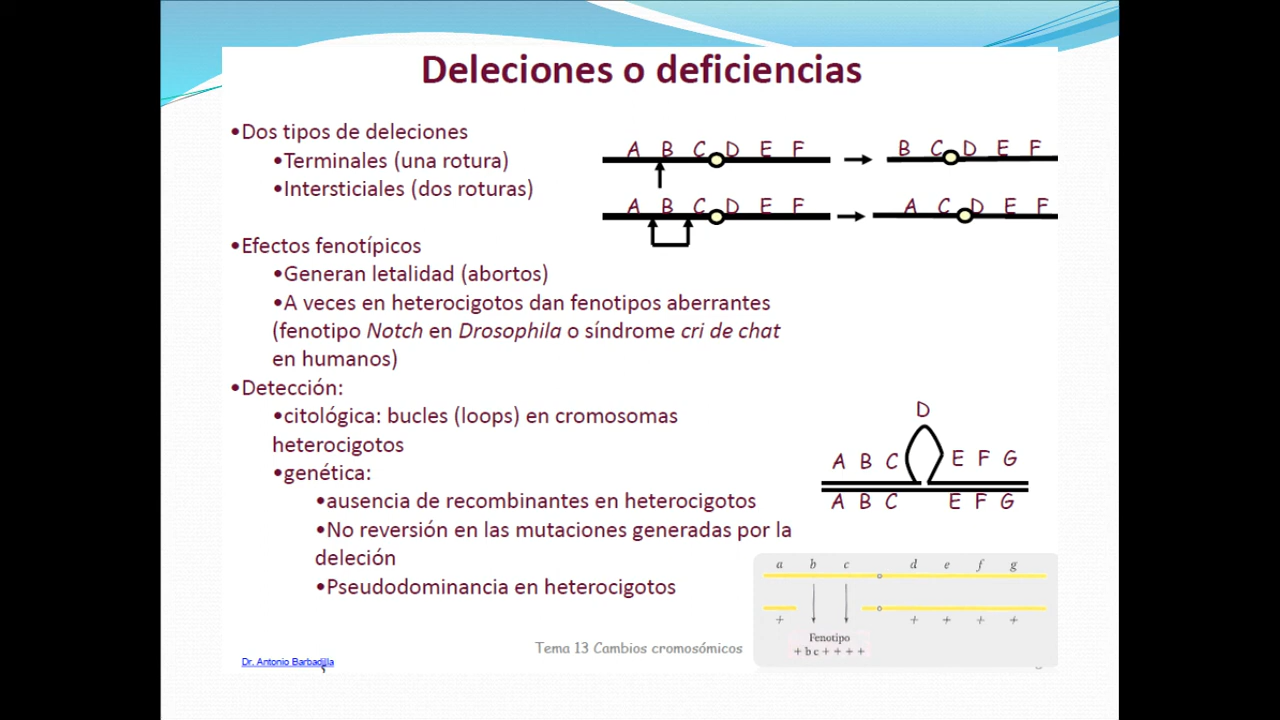 Deleciones o deficiencias
•Dos tipos de deleciones
•Terminales (una rotura)
•Intersticiales (dos roturas)
A B C D E F
B C D E F
A B C D E F
A C D E F
•Efectos fenotípicos
•Generan letalidad (abortos)
•A veces en heterocigotos dan fenotipos aberrantes
(fenotipo Notch en Drosophila o síndrome cri de chat
en humanos)
•Detección:
•citológica: bucles (loops) en cromosomas
heterocigotos
•genética:
•ausencia de recombinantes en heterocigotos
•No reversión en las mutaciones generadas por la
deleción
•Pseudodominancia en heterocigotos
D
A B C E F G
A B C E F G
a b c d e f g
+ + + + +
Fenotipo
+ b c + + + +
Tema 13 Cambios cromosómicos
Dr. Antonio Barbadilla